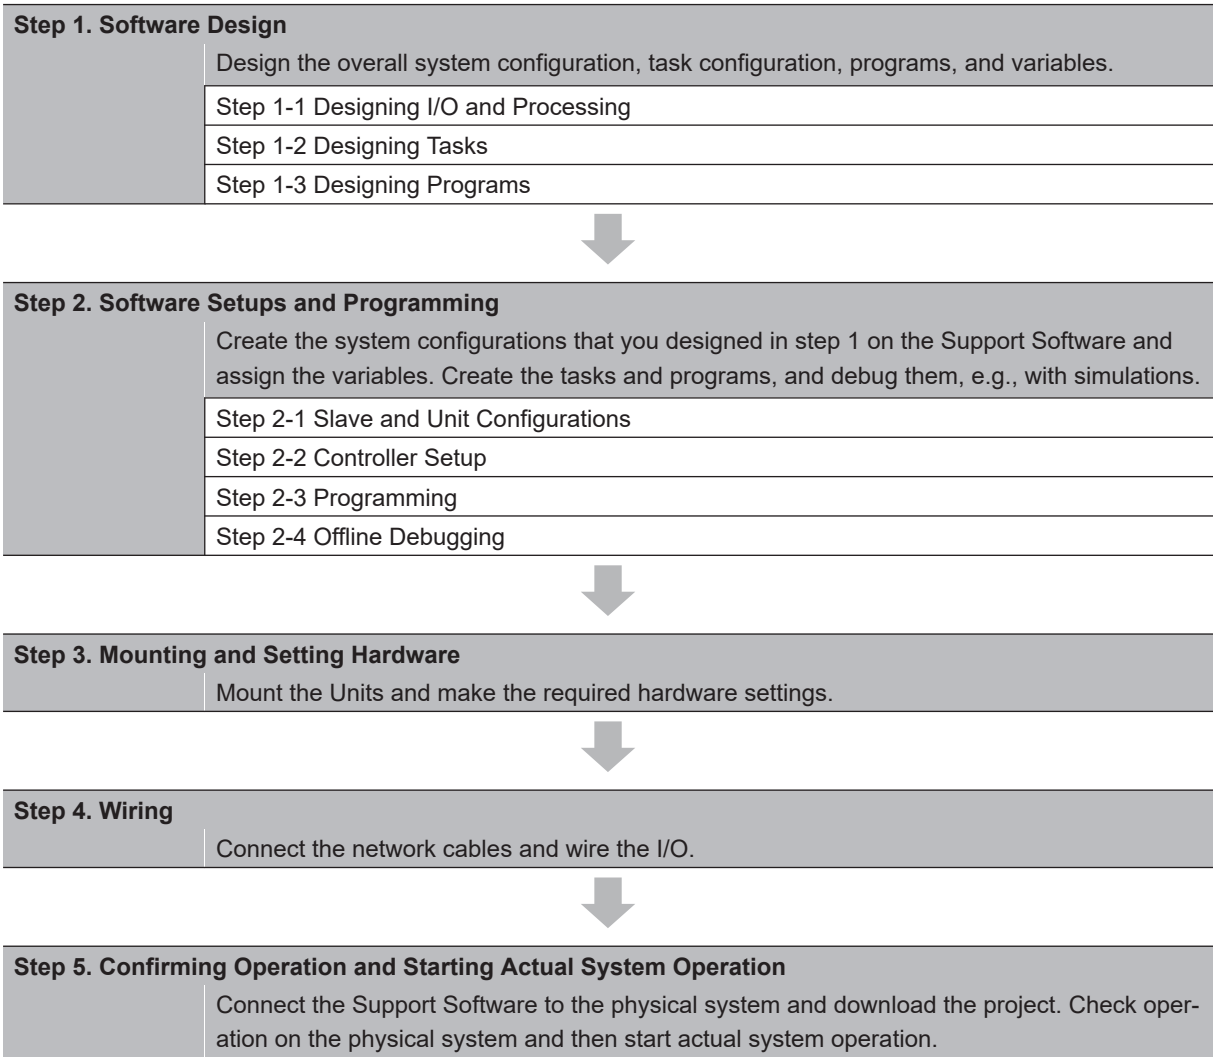 Step 1. Software Design
Design the overall system configuration, task configuration, programs, and variables.
Step 1-1 Designing I/O and Processing
Step 1-2 Designing Tasks
Step 1-3 Designing Programs
Step 2. Software Setups and Programming
Create the system configurations that you designed in step 1 on the Support Software and
assign the variables. Create the tasks and programs, and debug them, e.g., with simulations.
Step 2-1 Slave and Unit Configurations
Step 2-2 Controller Setup
Step 2-3 Programming
Step 2-4 Offline Debugging
Step 3. Mounting and Setting Hardware
Mount the Units and make the required hardware settings.
Step 4. Wiring
Connect the network cables and wire the I/O.
Step 5. Confirming Operation and Starting Actual System Operation
Connect the Support Software to the physical system and download the project. Check oper-
ation on the physical system and then start actual system operation.